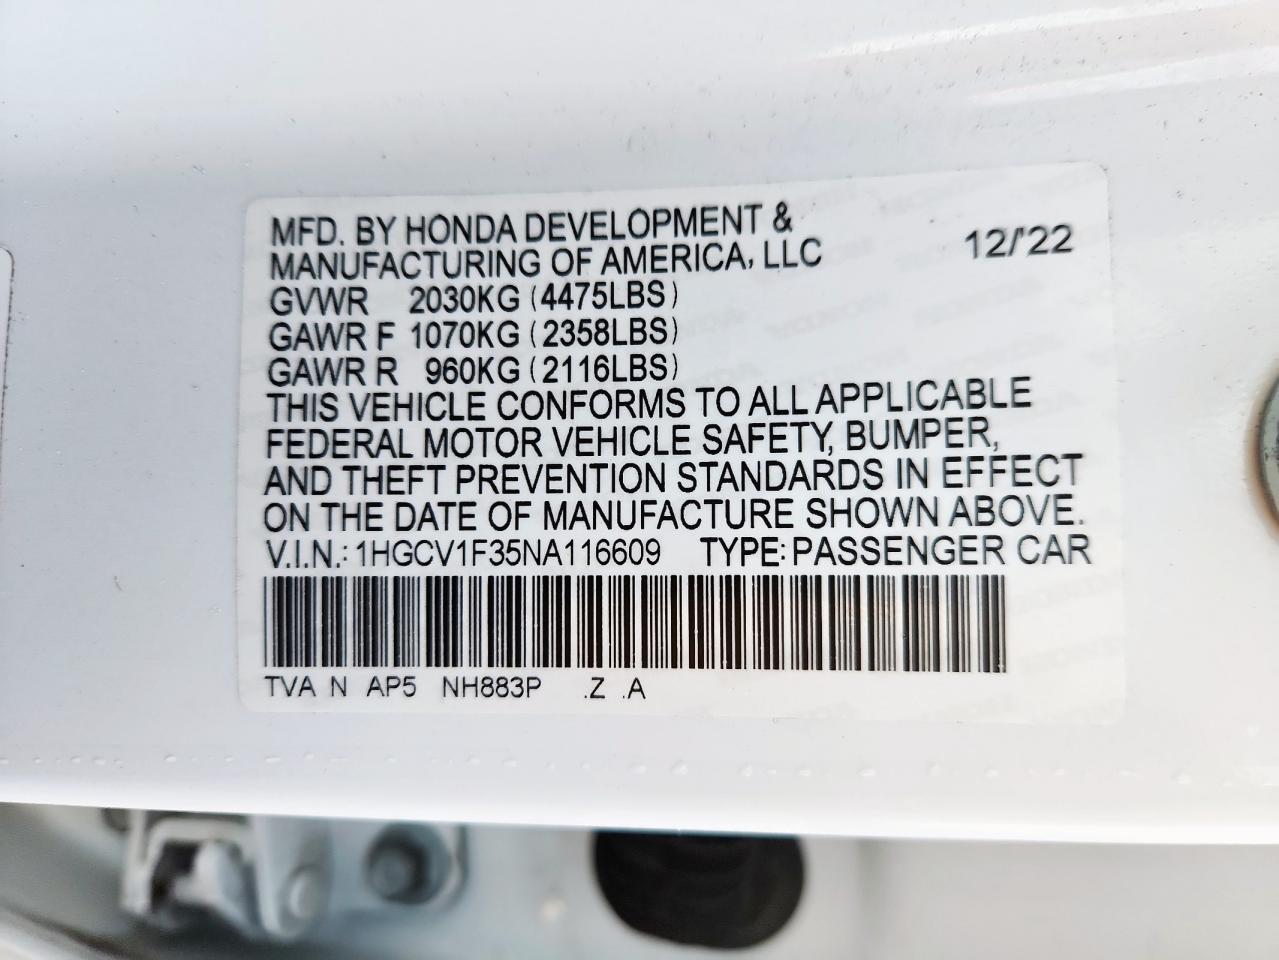 MFD. BY HONDA DEVELOPMENT &
MANUFACTURING OF AMERICA, LLC 12/'22
GVWR 2030KG (4475LBS)
GAWR F 1070KG (2358LBS)
GAWR R 960KG (2116LBS)
THIS VEHICLE CONFORMS TO ALL APPLICABLE
FEDERAL MOTOR VEHICLE SAFETY, BUMPER,
AND THEFT PREVENTION STANDARDS IN EFFECT
ON THE DATE OF MANUFACTURE SHOWN ABOVE.
V.I.N.: 1HGCV1F35NA116609 TYPE: PASSENGER CAR
TVA N AP5 NH883P .Z .A